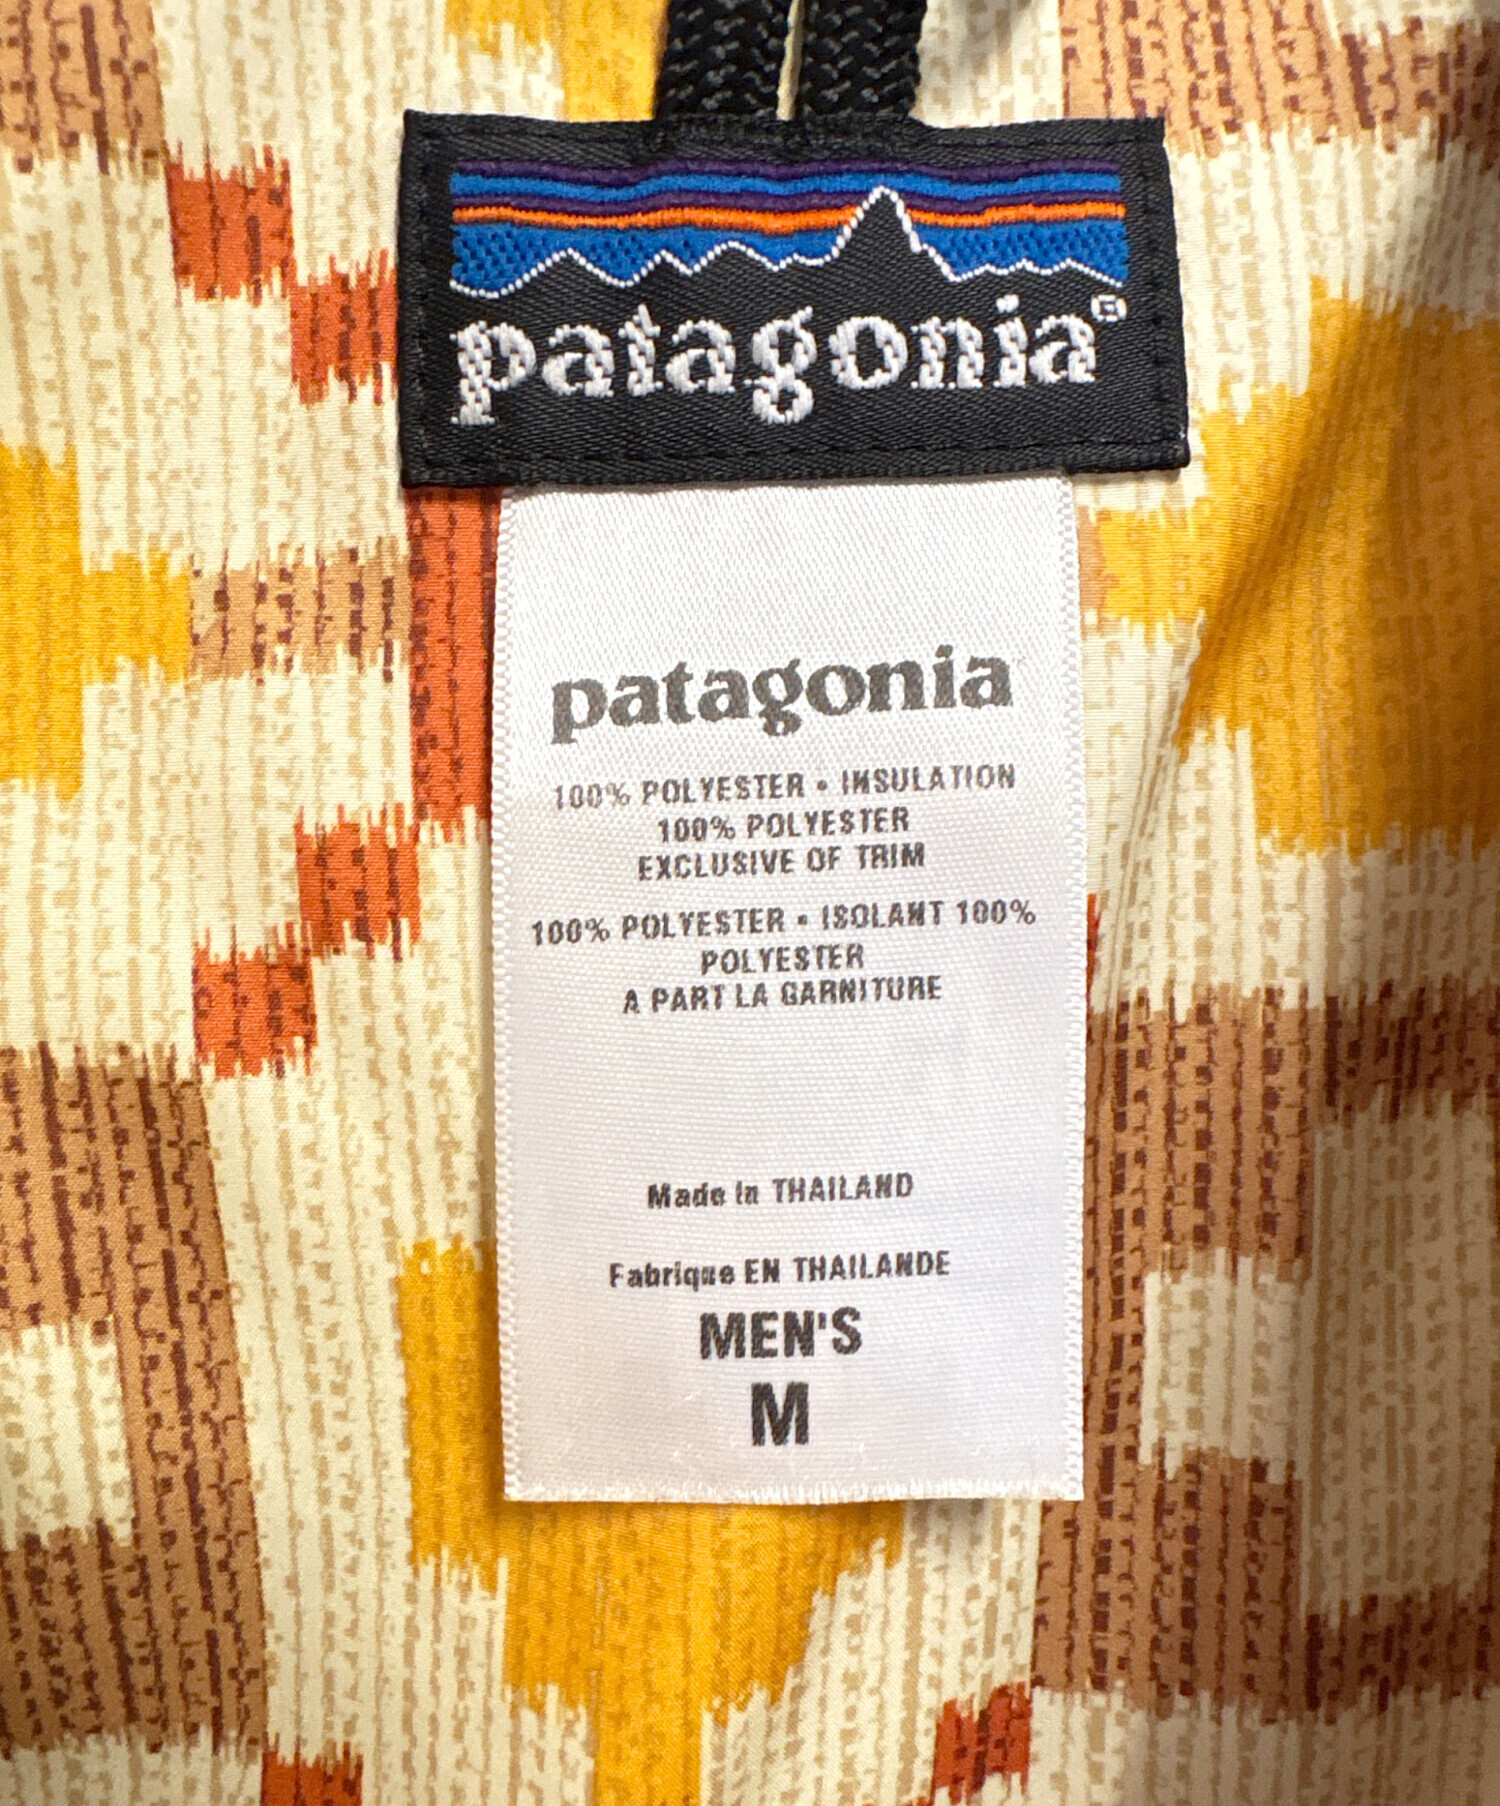 patagonia®
patagonia
100% POLYESTER • INSULATION
100% POLYESTER
EXCLUSIVE OF TRIM
100% POLYESTER • ISOLANT 100%
POLYESTER
A PART LA GARNITURE
Made in THAILAND
Fabrique EN THAILANDE
MEN'S
M